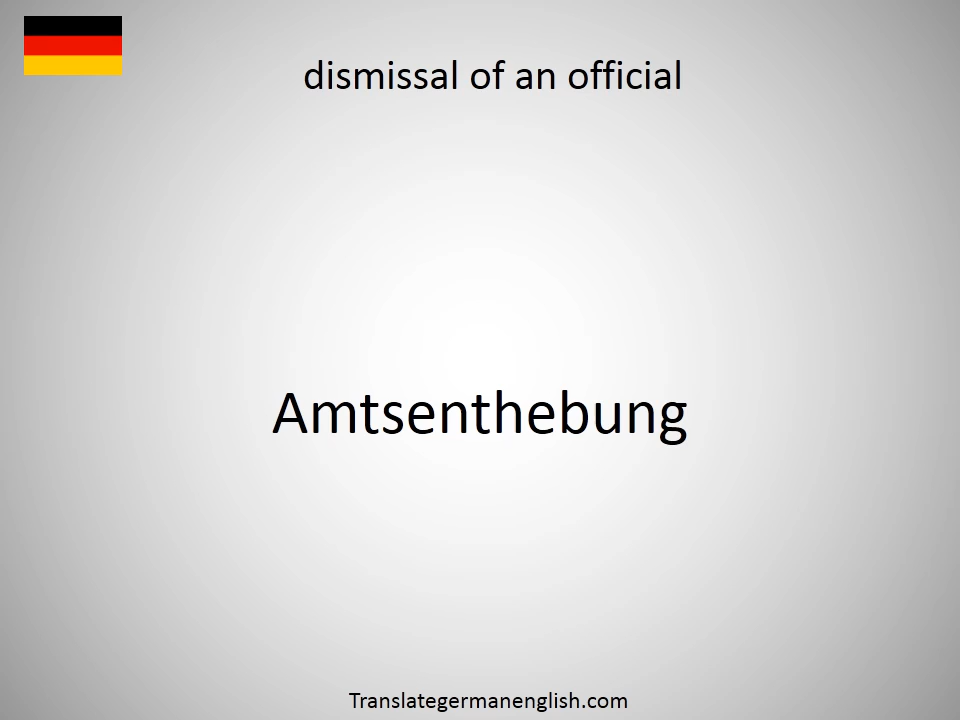 dismissal of an official
Amtsenthebung
Translategermanenglish.com